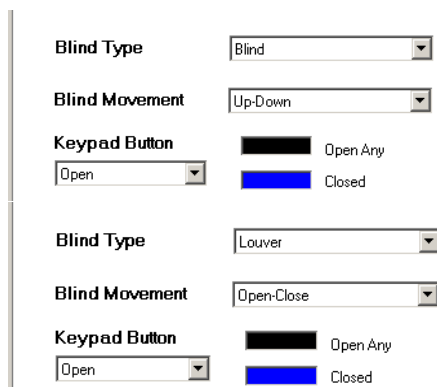 Blind Type Blind
Blind Movement Up-Down
Keypad Button Open Any
Open Closed
Blind Type Louver
Blind Movement Open-Close
Keypad Button Open Any
Open Closed